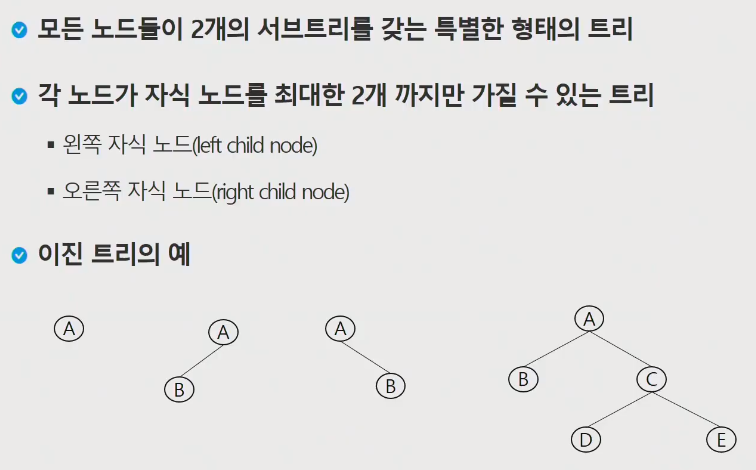 모든 노드들이 2개의 서브트리를 갖는 특별한 형태의 트리
각 노드가 자식 노드를 최대한 2개 까지만 가질 수 있는 트리
왼쪽 자식 노드(left child node)
오른쪽 자식 노드(right child node)
이진 트리의 예
A A A A
B B B C
D E